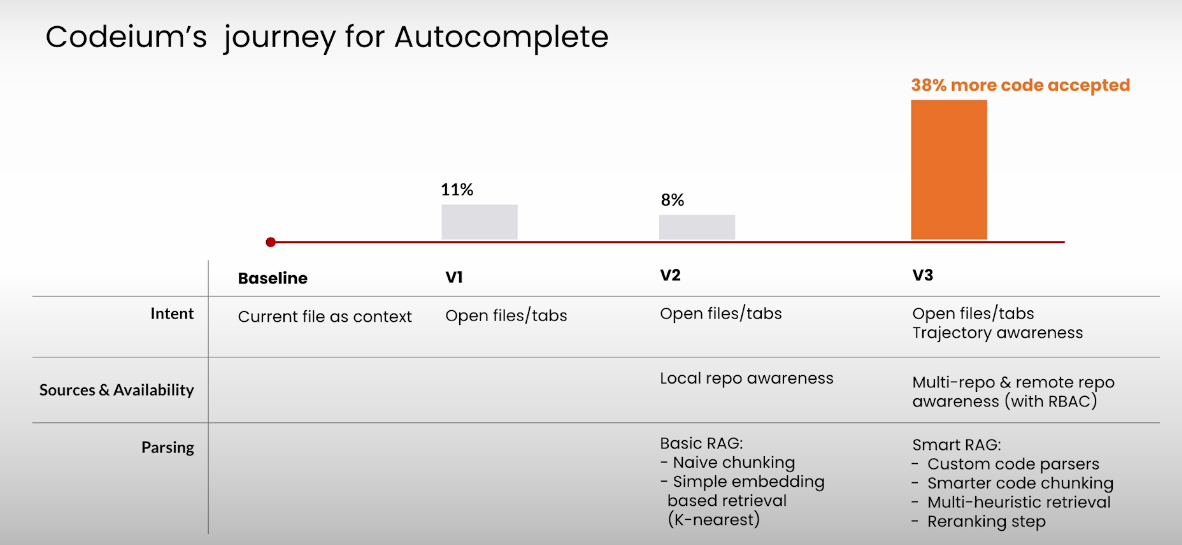 Codeium's journey for Autocomplete
38% more code accepted
11%
8%
Baseline
V1
V2
V3
Intent
Current file as context
Open files/tabs
Open files/tabs
Open files/tabs
Trajectory awareness
Sources & Availability
Local repo awareness
Multi-repo & remote repo
awareness (with RBAC)
Parsing
Basic RAG:
- Naive chunking
- Simple embedding
based retrieval
(K-nearest)
Smart RAG:
- Custom code parsers
- Smarter code chunking
- Multi-heuristic retrieval
- Reranking step